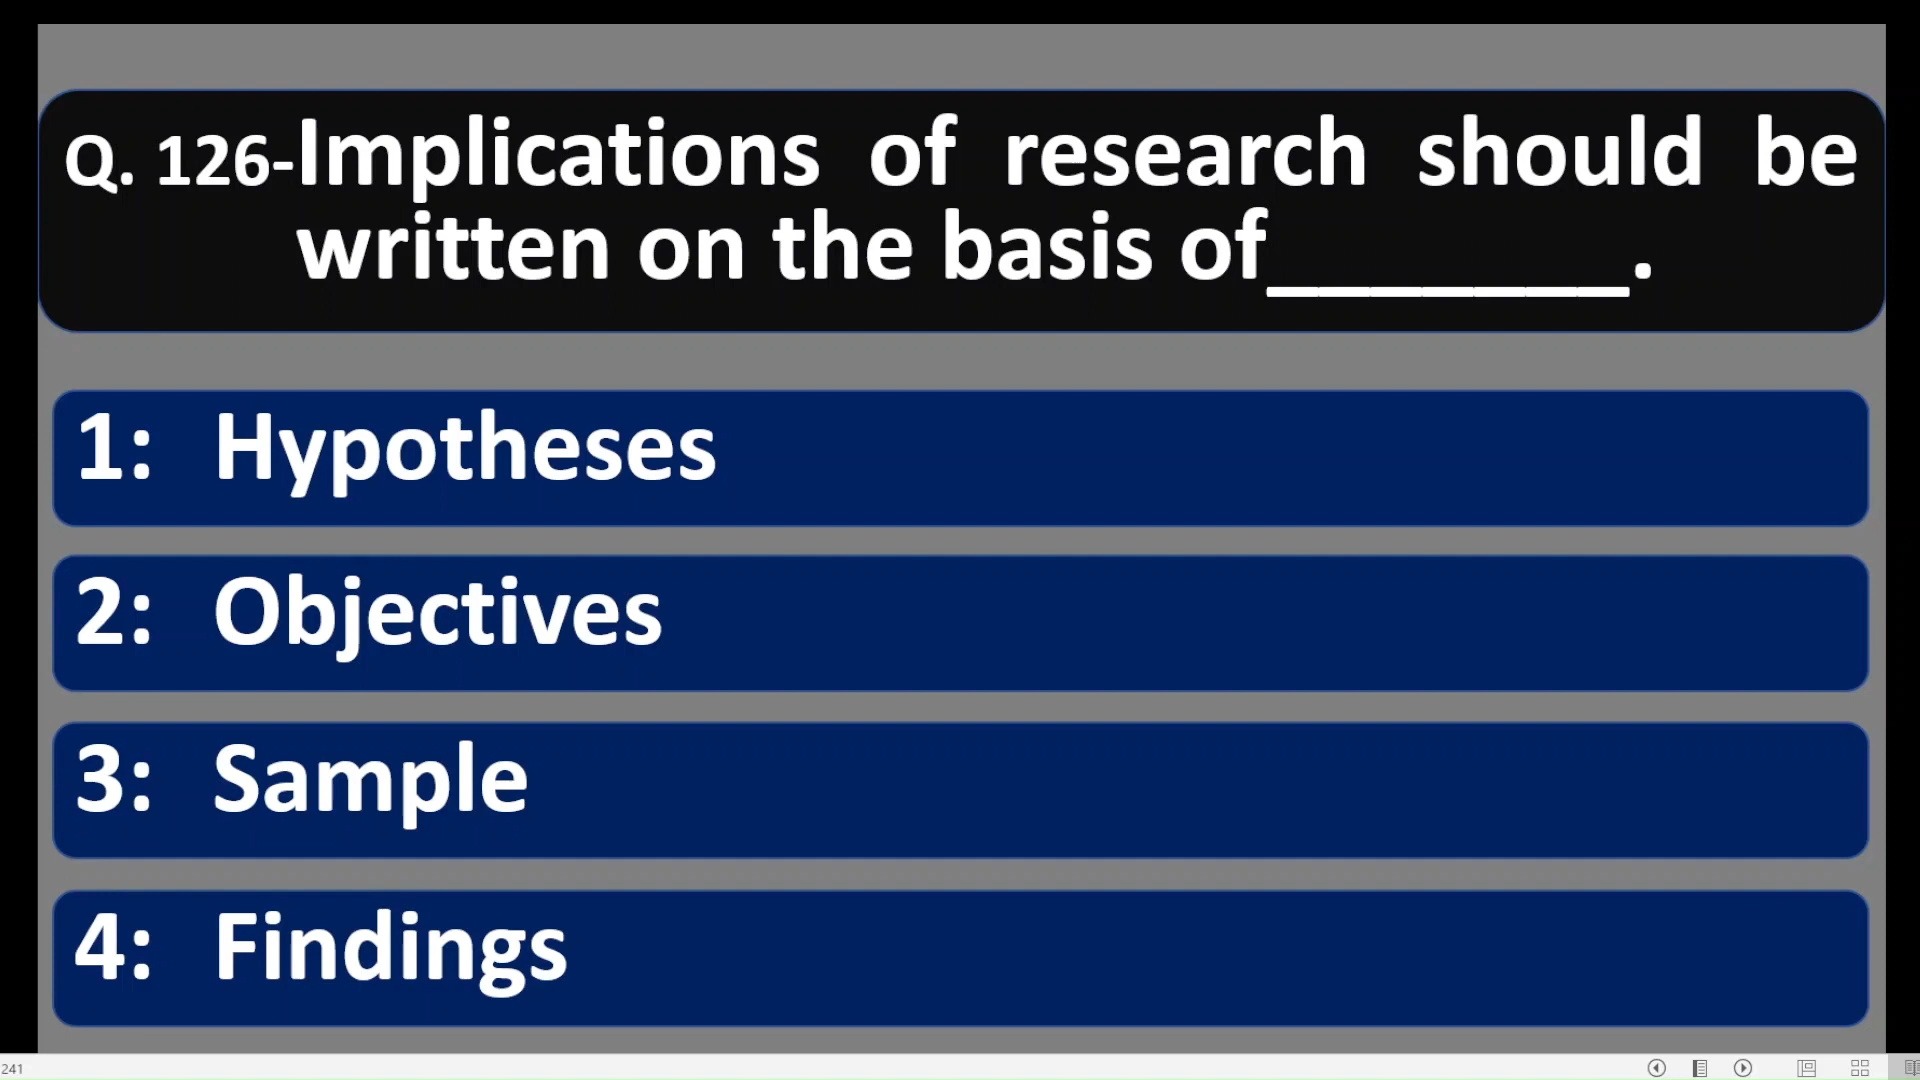 Q. 126-Implications of research should be
written on the basis of_______.
1: Hypotheses
2: Objectives
3: Sample
4: Findings
241